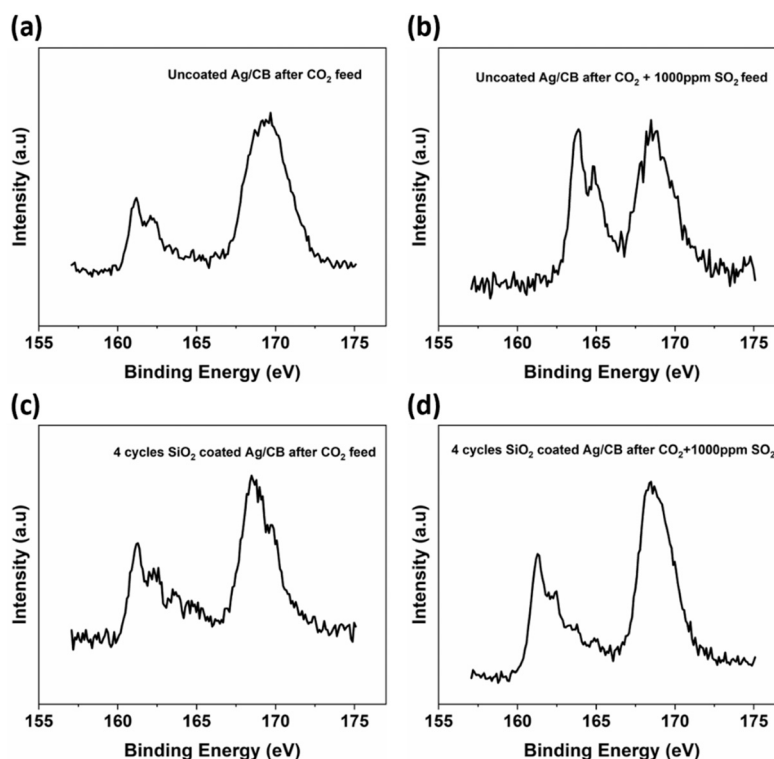 (a)
Uncoated Ag/CB after CO₂ feed
Intensity (a.u)
155 160 165 170 175
Binding Energy (eV)
(b)
Uncoated Ag/CB after CO₂ + 1000ppm SO₂ feed
Intensity (a.u)
155 160 165 170 175
Binding Energy (eV)
(c)
4 cycles SiO₂ coated Ag/CB after CO₂ feed
Intensity (a.u)
155 160 165 170 175
Binding Energy (eV)
(d)
4 cycles SiO₂ coated Ag/CB after CO₂+1000ppm SO₂
Intensity (a.u)
155 160 165 170 175
Binding Energy (eV)